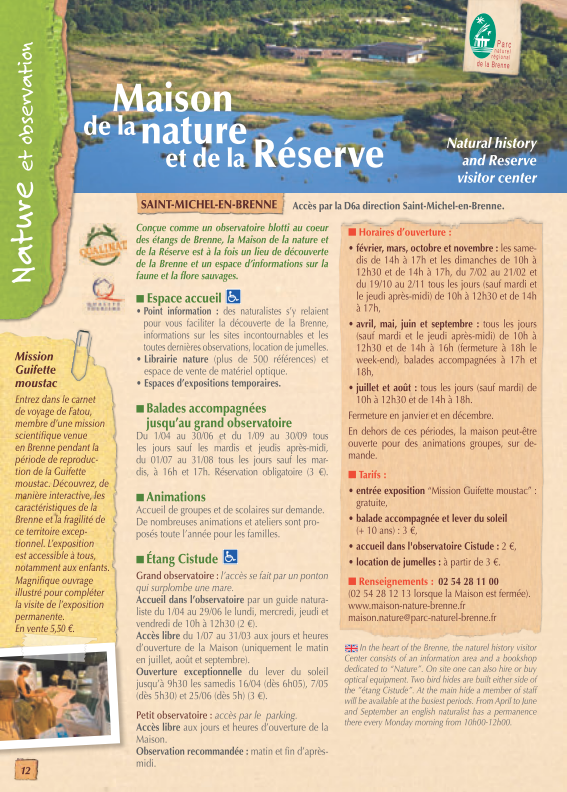 Nature et observation
Parc
naturel
régional
de la Brenne
Maison
de la nature
et de la Réserve
Natural history
and Reserve
visitor center
SAINT-MICHEL-EN-BRENNE
Accès par la D6a direction Saint-Michel-en-Brenne.
QUALINAT
QUALITÉ
TOURISME
Mission
Guifette
moustac
Entrez dans le carnet
de voyage de Fatou,
membre d'une mission
scientifique venue
en Brenne pendant la
période de reproduc-
tion de la Guifette
moustac. Découvrez, de
manière interactive, les
caractéristiques de la
Brenne et la fragilité de
ce territoire excep-
tionnel. L'exposition
est accessible à tous,
notamment aux enfants.
Magnifique ouvrage
illustré pour compléter
la visite de l'exposition
permanente.
En vente 5,50 €.
12
Conçue comme un observatoire blotti au coeur
des étangs de Brenne, la Maison de la nature et
de la Réserve est à la fois un lieu de découverte
de la Brenne et un espace d'informations sur la
faune et la flore sauvages.
Espace accueil
• Point information : des naturalistes s'y relaient
pour vous faciliter la découverte de la Brenne,
informations sur les sites incontournables et les
toutes dernières observations, location de jumelles.
• Librairie nature (plus de 500 références) et
espace de vente de matériel optique.
• Espaces d'expositions temporaires.
Balades accompagnées
jusqu'au grand observatoire
Du 1/04 au 30/06 et du 1/09 au 30/09 tous
les jours sauf les mardis et jeudis après-midi,
du 01/07 au 31/08 tous les jours sauf les mar-
dis, à 16h et 17h. Réservation obligatoire (3 €).
Animations
Accueil de groupes et de scolaires sur demande.
De nombreuses animations et ateliers sont pro-
posés toute l'année pour les familles.
Étang Cistude
Grand observatoire : l'accès se fait par un ponton
qui surplombe une mare.
Accueil dans l'observatoire par un guide natura-
liste du 1/04 au 29/06 le lundi, mercredi, jeudi et
vendredi de 10h à 12h30 (2 €).
Accès libre du 1/07 au 31/03 aux jours et heures
d'ouverture de la Maison (uniquement le matin
en juillet, août et septembre).
Ouverture exceptionnelle du lever du soleil
jusqu'à 9h30 les samedis 16/04 (dès 6h05), 7/05
(dès 5h30) et 25/06 (dès 5h) (3 €).
Petit observatoire : accès par le parking.
Accès libre aux jours et heures d'ouverture de la
Maison.
Observation recommandée : matin et fin d'après-
midi.
Horaires d'ouverture :
• février, mars, octobre et novembre : les same-
dis de 14h à 17h et les dimanches de 10h à
12h30 et de 14h à 17h, du 7/02 au 21/02 et
du 19/10 au 2/11 tous les jours (sauf mardi et
le jeudi après-midi) de 10h à 12h30 et de 14h
à 17h,
• avril, mai, juin et septembre : tous les jours
(sauf mardi et le jeudi après-midi) de 10h à
12h30 et de 14h à 16h (fermeture à 18h le
week-end), balades accompagnées à 17h et
18h,
• juillet et août : tous les jours (sauf mardi) de
10h à 12h30 et de 14h à 18h.
Fermeture en janvier et en décembre.
En dehors de ces périodes, la maison peut-être
ouverte pour des animations groupes, sur de-
mande.
Tarifs :
• entrée exposition "Mission Guifette moustac" :
gratuite,
• balade accompagnée et lever du soleil
(+ 10 ans) : 3 €,
• accueil dans l'observatoire Cistude : 2 €,
• location de jumelles : à partir de 3 €.
Renseignements : 02 54 28 11 00
(02 54 28 12 13 lorsque la Maison est fermée).
www.maison-nature-brenne.fr
maison.nature@parc-naturel-brenne.fr
In the heart of the Brenne, the naturel history visitor
Center consists of an information area and a bookshop
dedicated to "Nature". On site one can also hire or buy
optical equipment. Two bird hides are built either side of
the "étang Cistude". At the main hide a member of staff
will be available at the busiest periods. From April to June
and September an english naturalist has a permanence
there every Monday morning from 10h00-12h00.